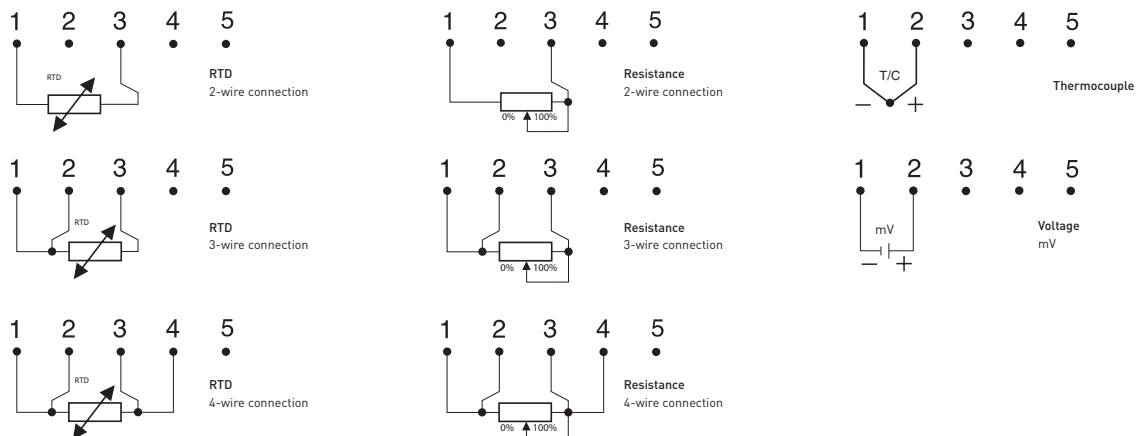 1 2 3 4 5
RTD
RTD
2-wire connection
1 2 3 4 5
Resistance
2-wire connection
0% 100%
1 2 3 4 5
T/C
Thermocouple
— +
1 2 3 4 5
RTD
RTD
3-wire connection
1 2 3 4 5
Resistance
3-wire connection
0% 100%
1 2 3 4 5
mV
Voltage
mV
— +
1 2 3 4 5
RTD
RTD
4-wire connection
1 2 3 4 5
Resistance
4-wire connection
0% 100%